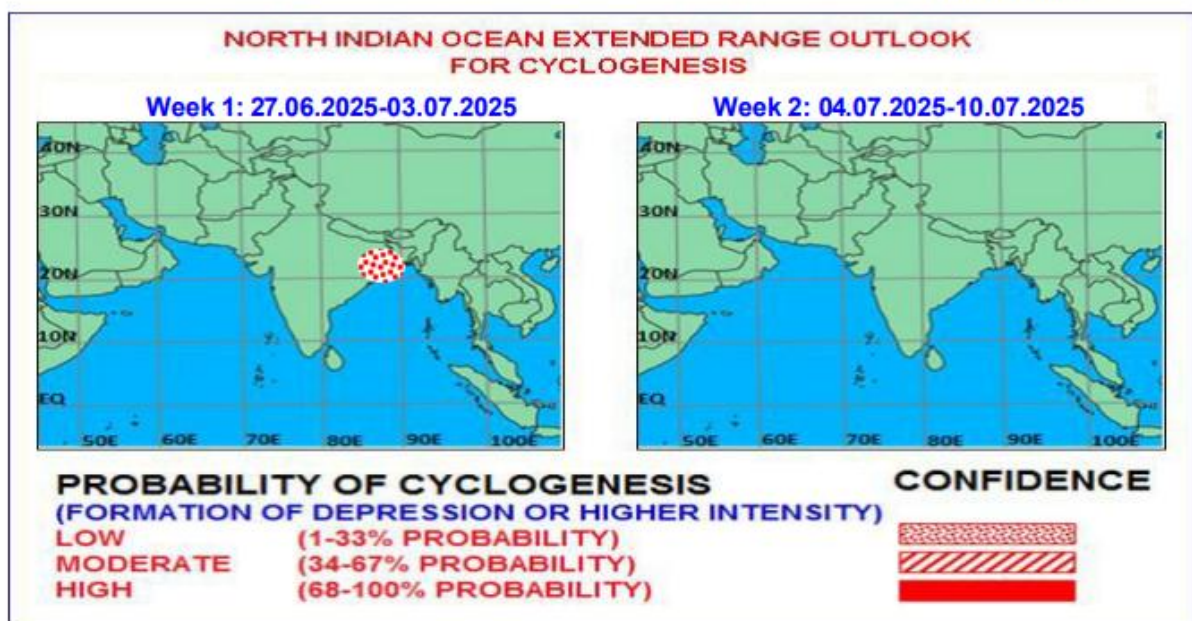 NORTH INDIAN OCEAN EXTENDED RANGE OUTLOOK
FOR CYCLOGENESIS
Week 1: 27.06.2025-03.07.2025
40N
30N
20N
10N
EQ
50E 60E 70E 80E 90E 100E
Week 2: 04.07.2025-10.07.2025
40N
30N
20N
10N
EQ
50E 60E 70E 80E 90E 100E
PROBABILITY OF CYCLOGENESIS CONFIDENCE
(FORMATION OF DEPRESSION OR HIGHER INTENSITY)
LOW (1-33% PROBABILITY)
MODERATE (34-67% PROBABILITY)
HIGH (68-100% PROBABILITY)